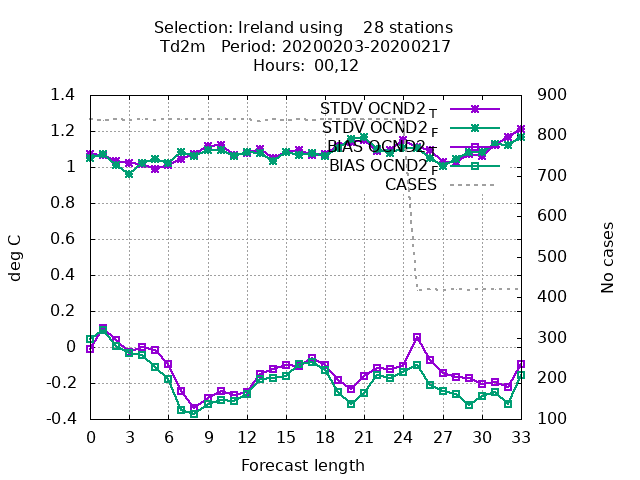 Selection: Ireland using    28 stations
Td2m   Period: 20200203-20200217
Hours:  00,12
1.4
1.2
1
0.8
0.6
0.4
0.2
0
-0.2
-0.4
deg C
900
800
700
600
500
400
300
200
100
No cases
STDV OCND2 T
STDV OCND2 F
BIAS OCND2 T
BIAS OCND2 F
CASES
0 3 6 9 12 15 18 21 24 27 30 33
Forecast length